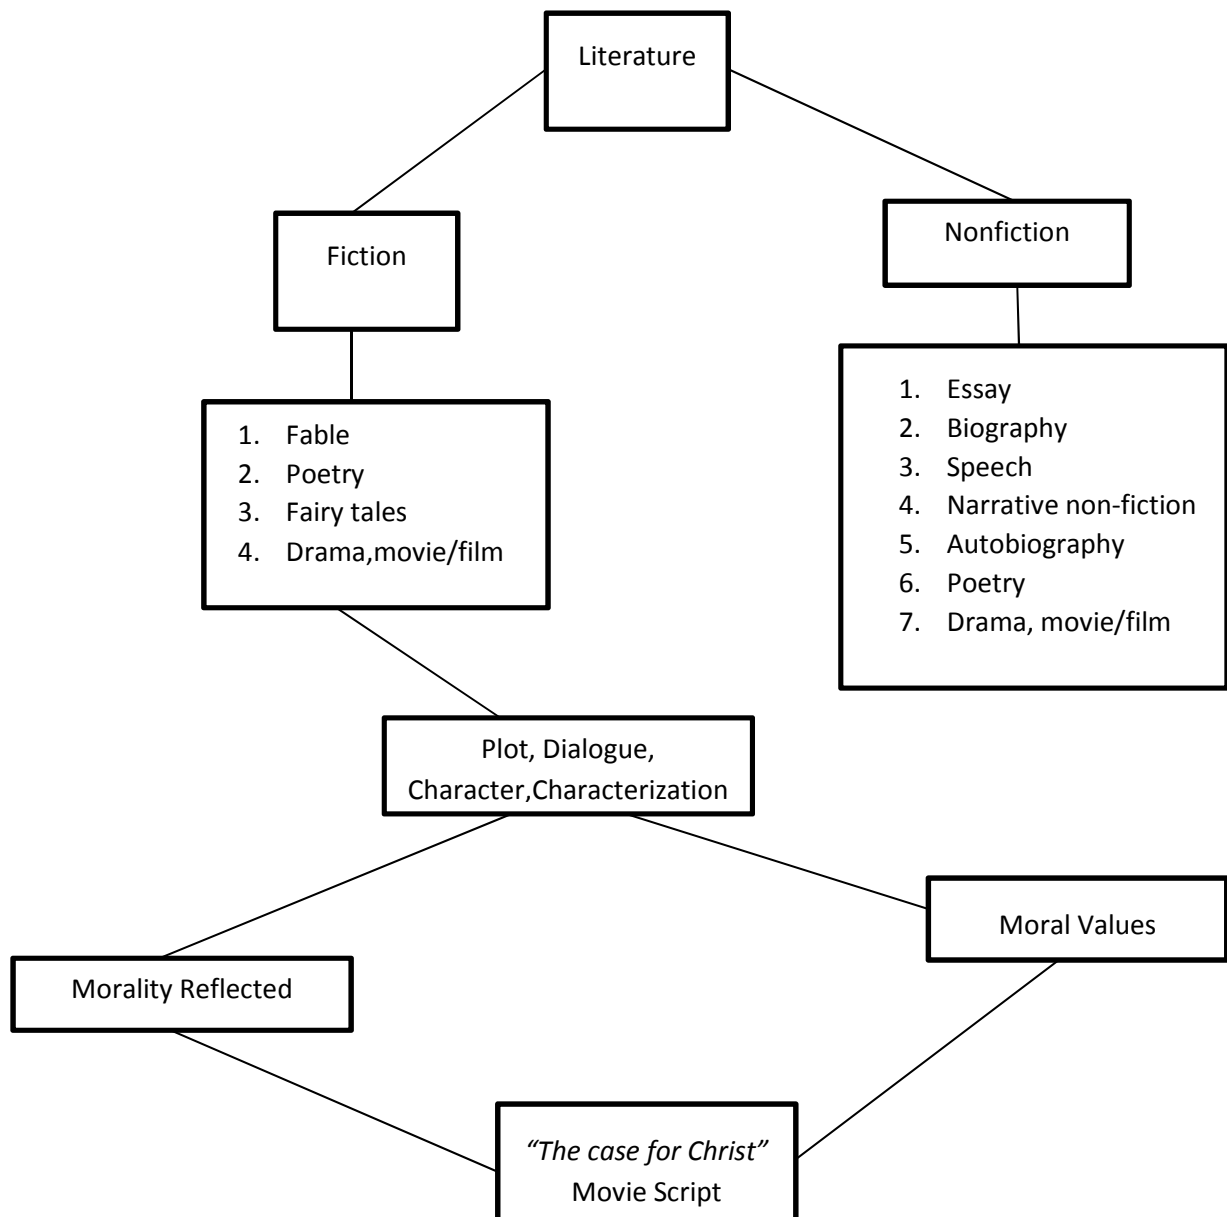 Literature
Fiction
Nonfiction
1. Fable
2. Poetry
3. Fairy tales
4. Drama,movie/film
1. Essay
2. Biography
3. Speech
4. Narrative non-fiction
5. Autobiography
6. Poetry
7. Drama, movie/film
Plot, Dialogue,
Character,Characterization
Moral Values
Morality Reflected
“The case for Christ”
Movie Script